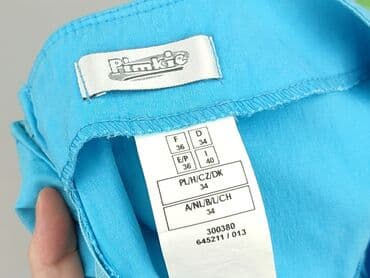 Pimkie
F 36 D 34
E/P 36 I 40
PL/H/CZ/DK
34
A/NL/B/L/CH
34
300380
645211 / 013